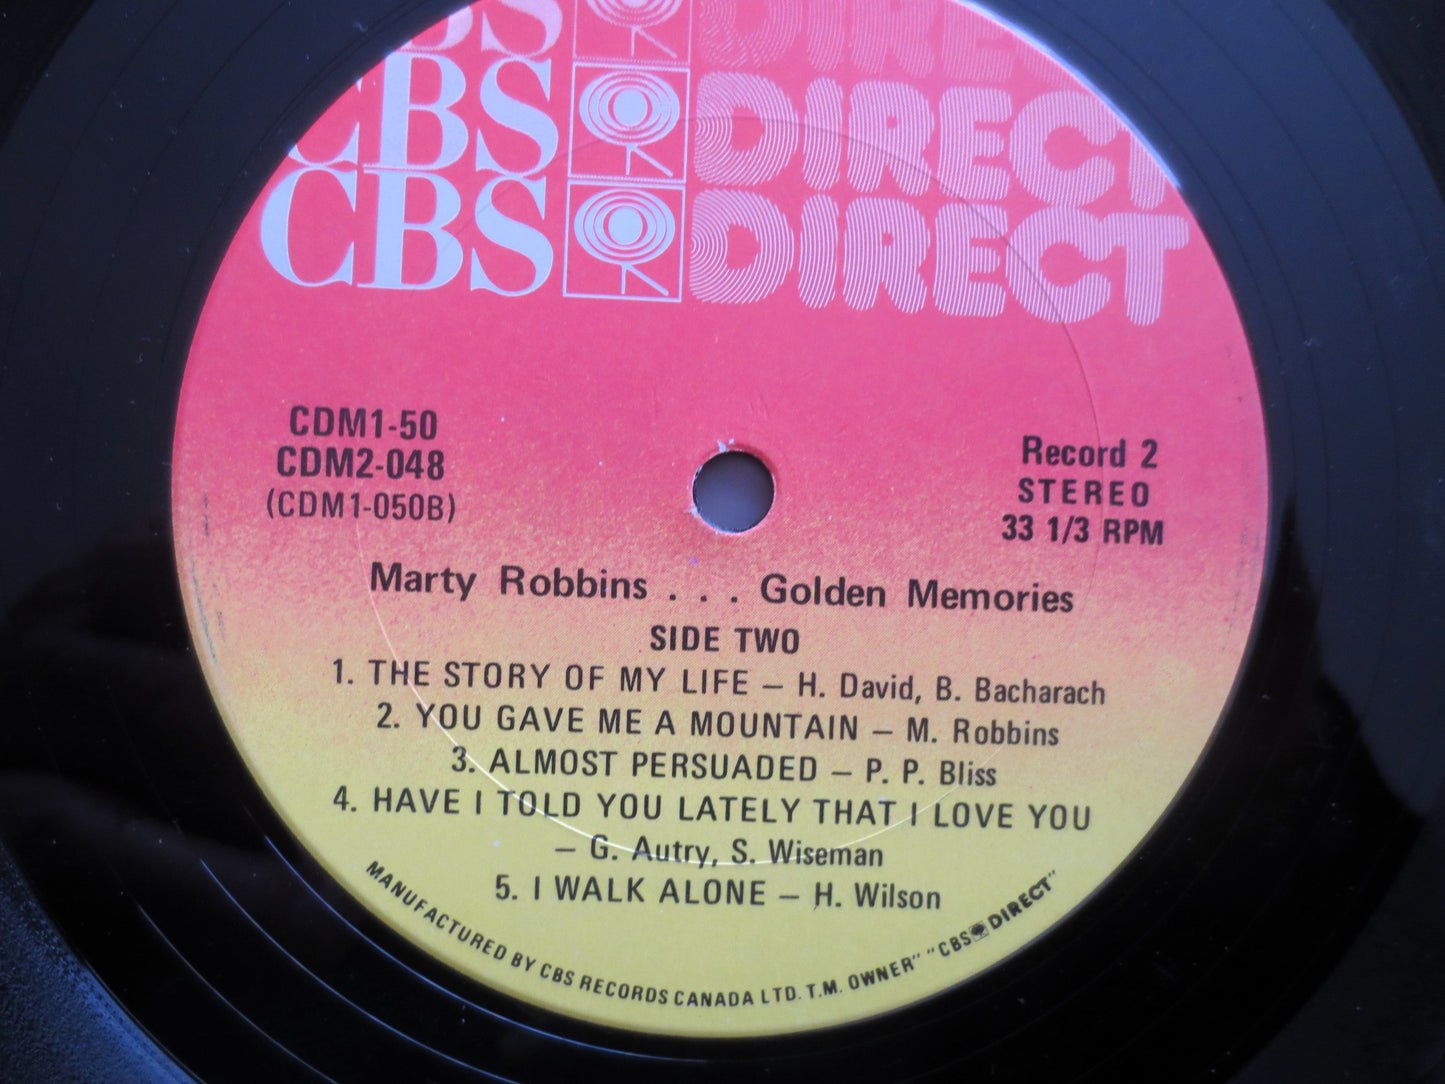 CBS DIRECT
CBS DIRECT
CBS DIRECT
CDM1-50
CDM2-048
(CDM1-050B)
Record 2
STEREO
33 1/3 RPM
Marty Robbins . . . Golden Memories
SIDE TWO
1. THE STORY OF MY LIFE – H. David, B. Bacharach
2. YOU GAVE ME A MOUNTAIN – M. Robbins
3. ALMOST PERSUADED – P. P. Bliss
4. HAVE I TOLD YOU LATELY THAT I LOVE YOU
– G. Autry, S. Wiseman
5. I WALK ALONE – H. Wilson
MANUFACTURED BY CBS RECORDS CANADA LTD. T.M. OWNER" "CBS DIRECT"